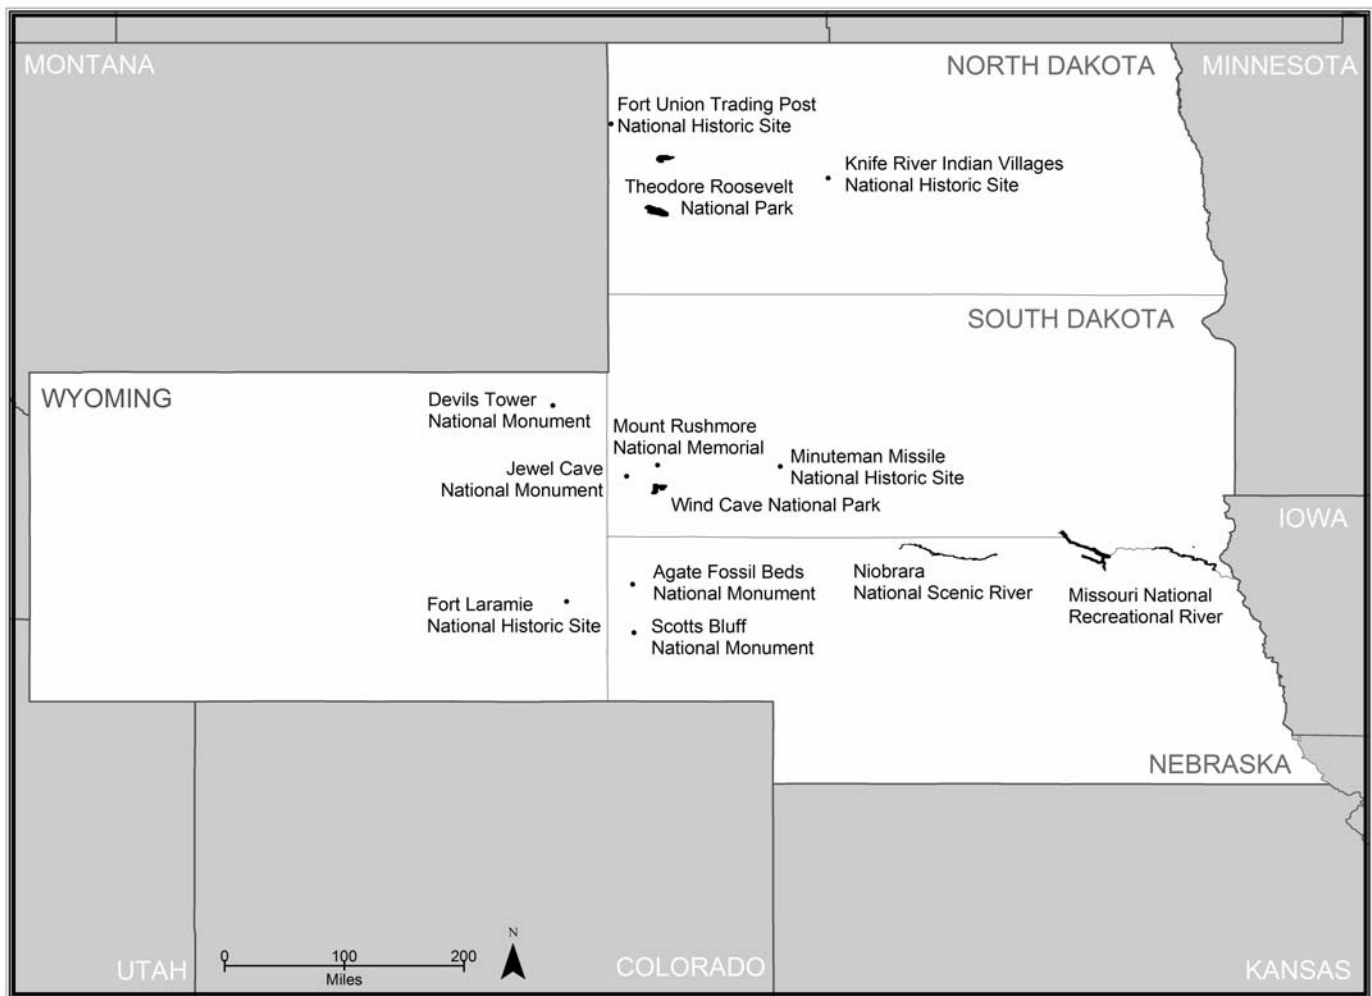 MONTANA
NORTH DAKOTA
MINNESOTA
Fort Union Trading Post
National Historic Site
Knife River Indian Villages
National Historic Site
Theodore Roosevelt
National Park
SOUTH DAKOTA
WYOMING
Devils Tower
National Monument
Mount Rushmore
National Memorial
Jewel Cave
National Monument
Minuteman Missile
National Historic Site
Wind Cave National Park
IOWA
Agate Fossil Beds
National Monument
Niobrara
National Scenic River
Missouri National
Recreational River
Fort Laramie
National Historic Site
Scotts Bluff
National Monument
NEBRASKA
UTAH
0 100 200
Miles
N
COLORADO
KANSAS